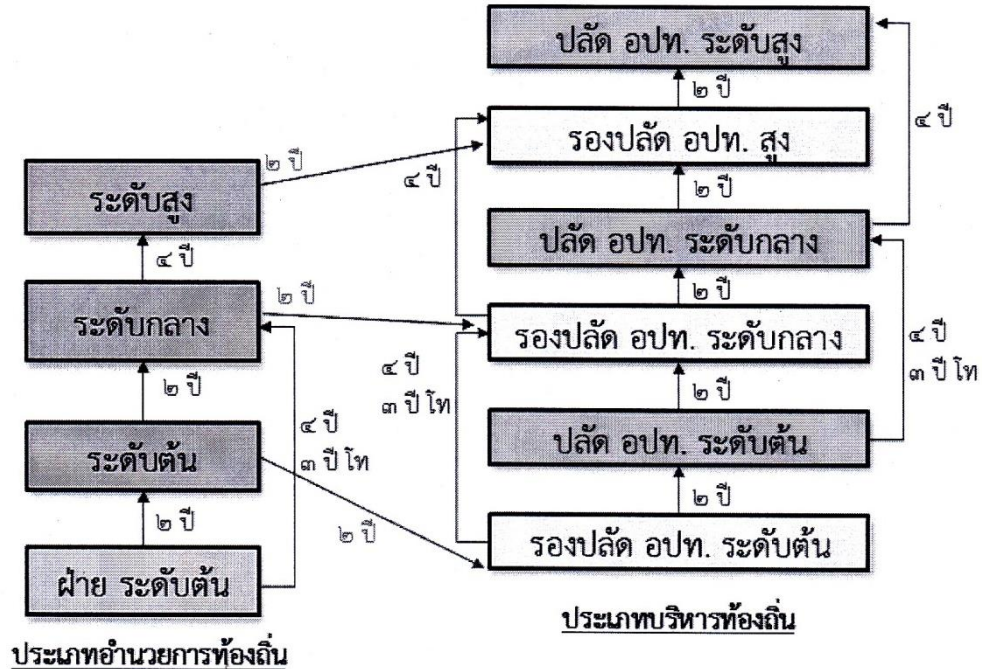 ปลัด อปท. ระดับสูง
๒ ปี
๔ ปี
รองปลัด อปท. สูง
๒ ปี
๔ ปี
ระดับสูง
๒ ปี
ปลัด อปท. ระดับกลาง
๔ ปี
๒ ปี
๒ ปี
ระดับกลาง
รองปลัด อปท. ระดับกลาง
๔ ปี
๓ ปี โท
๔ ปี
๓ ปี โท
๒ ปี
๒ ปี
ปลัด อปท. ระดับต้น
๔ ปี
๓ ปี โท
ระดับต้น
๒ ปี
๒ ปี
๒ ปี
รองปลัด อปท. ระดับต้น
ฝ่าย ระดับต้น
ประเภทบริหารท้องถิ่น
ประเภทอำนวยการท้องถิ่น